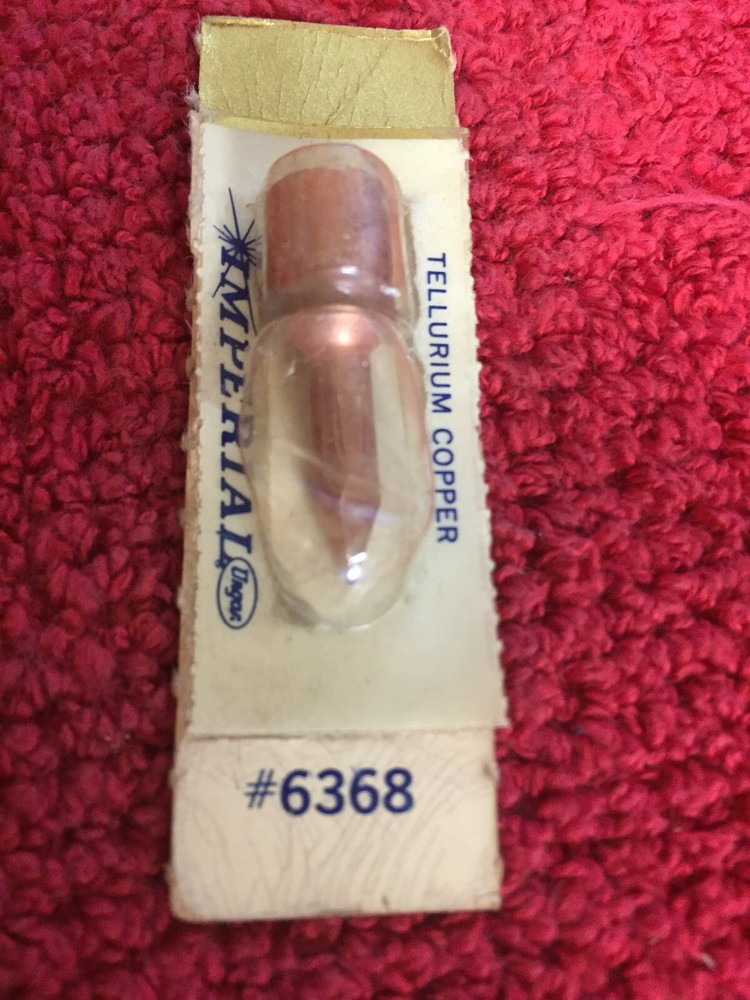 IMPERIAL
Ungar
TELLURIUM COPPER
#6368